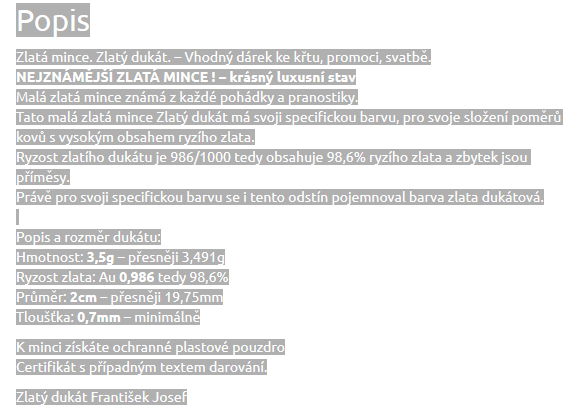 Popis
Zlatá mince. Zlatý dukát. – Vhodný dárek ke křtu, promoci, svatbě.
NEJZNÁMĚJŠÍ ZLATÁ MINCE ! – krásný luxusní stav
Malá zlatá mince známá z každé pohádky a pranostiky.
Tato malá zlatá mince Zlatý dukát má svoji specifickou barvu, pro svoje složení poměrů
kovů s vysokým obsahem ryzího zlata.
Ryzost zlatího dukátu je 986/1000 tedy obsahuje 98,6% ryzího zlata a zbytek jsou
příměsy.
Právě pro svoji specifickou barvu se i tento odstín pojemnoval barva zlata dukátová.
Popis a rozměr dukátu:
Hmotnost: 3,5g – přesněji 3,491g
Ryzost zlata: Au 0,986 tedy 98,6%
Průměr: 2cm – přesněji 19,75mm
Tloušťka: 0,7mm – minimálně
K minci získáte ochranné plastové pouzdro
Certifikát s případným textem darování.
Zlatý dukát František Josef